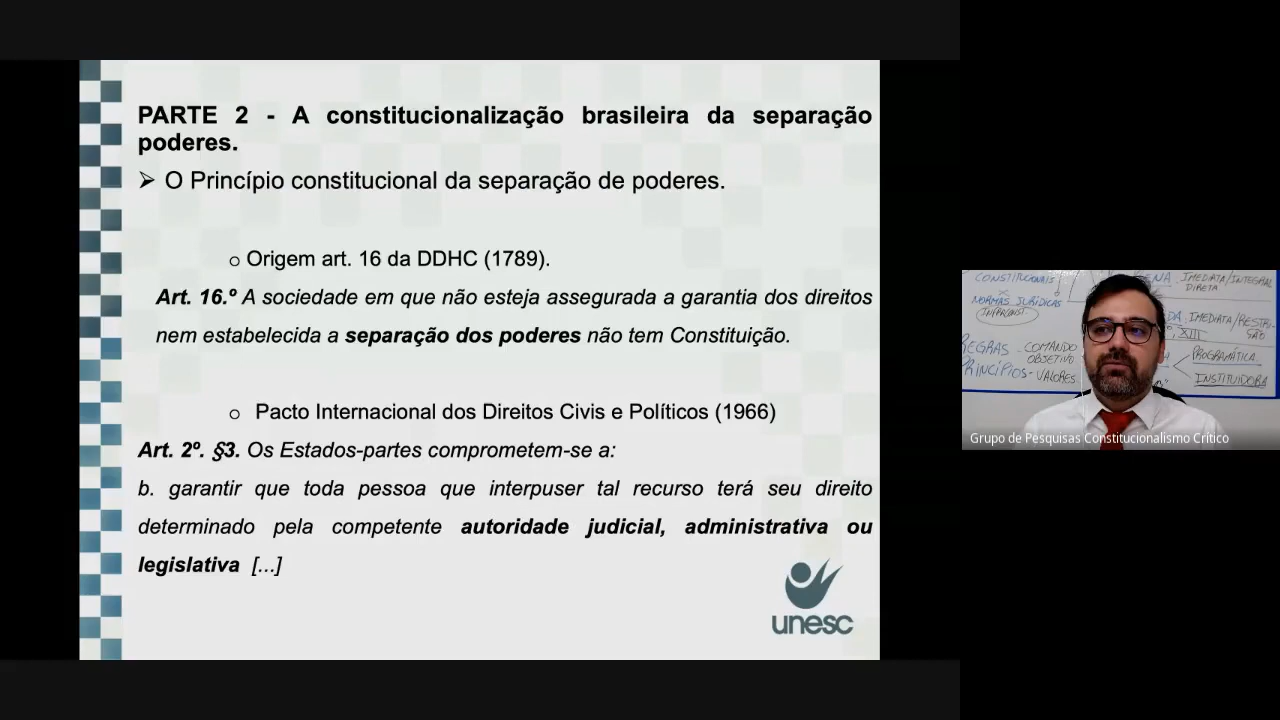 PARTE 2 - A constitucionalização brasileira da separação
poderes.
➢ O Princípio constitucional da separação de poderes.
o Origem art. 16 da DDHC (1789).
Art. 16.º A sociedade em que não esteja assegurada a garantia dos direitos
nem estabelecida a separação dos poderes não tem Constituição.
o Pacto Internacional dos Direitos Civis e Políticos (1966)
Art. 2º. §3. Os Estados-partes comprometem-se a:
b. garantir que toda pessoa que interpuser tal recurso terá seu direito
determinado pela competente autoridade judicial, administrativa ou
legislativa [...]
unesc
CONSTITUCIONAIS
NORMAS JURÍDICAS
REGRAS - COMANDO
OBJETIVO
PRINCÍPIOS - VALORES
IMEDIATA/INTEGRAL
DIRETA
IMEDIATA/RESTRI-
SÃO
XIII
PROGRAMÁTICA
INSTITUIDORA
Grupo de Pesquisas Constitucionalismo Crítico